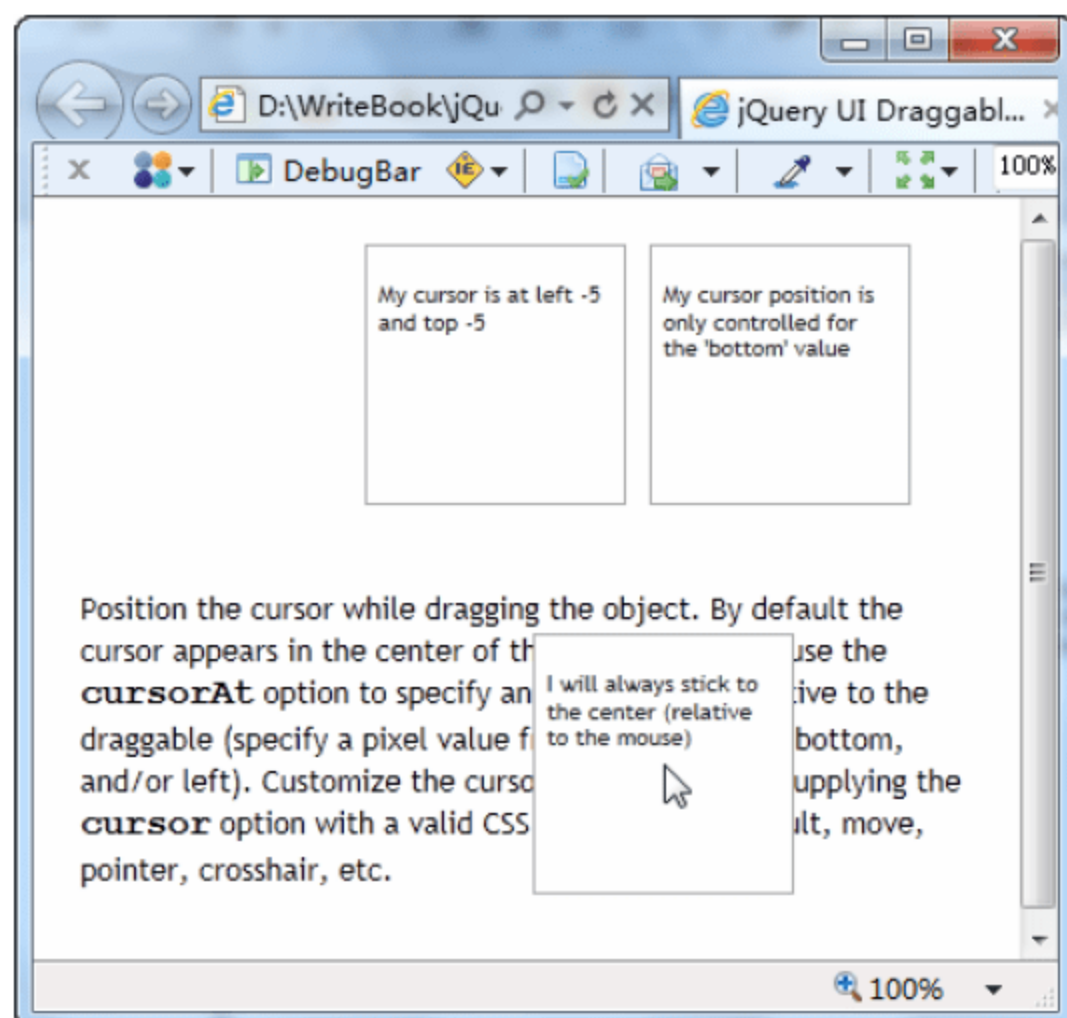 D:\WriteBook\jQu
jQuery UI Draggabl...
DebugBar
IE
100%
My cursor is at left -5
and top -5
My cursor position is
only controlled for
the 'bottom' value
Position the cursor while dragging the object. By default the
cursor appears in the center of th use the
cursorAt option to specify an tive to the
draggable (specify a pixel value f bottom,
and/or left). Customize the curso upplying the
cursor option with a valid CSS ult, move,
pointer, crosshair, etc.
I will always stick to
the center (relative
to the mouse)
100%